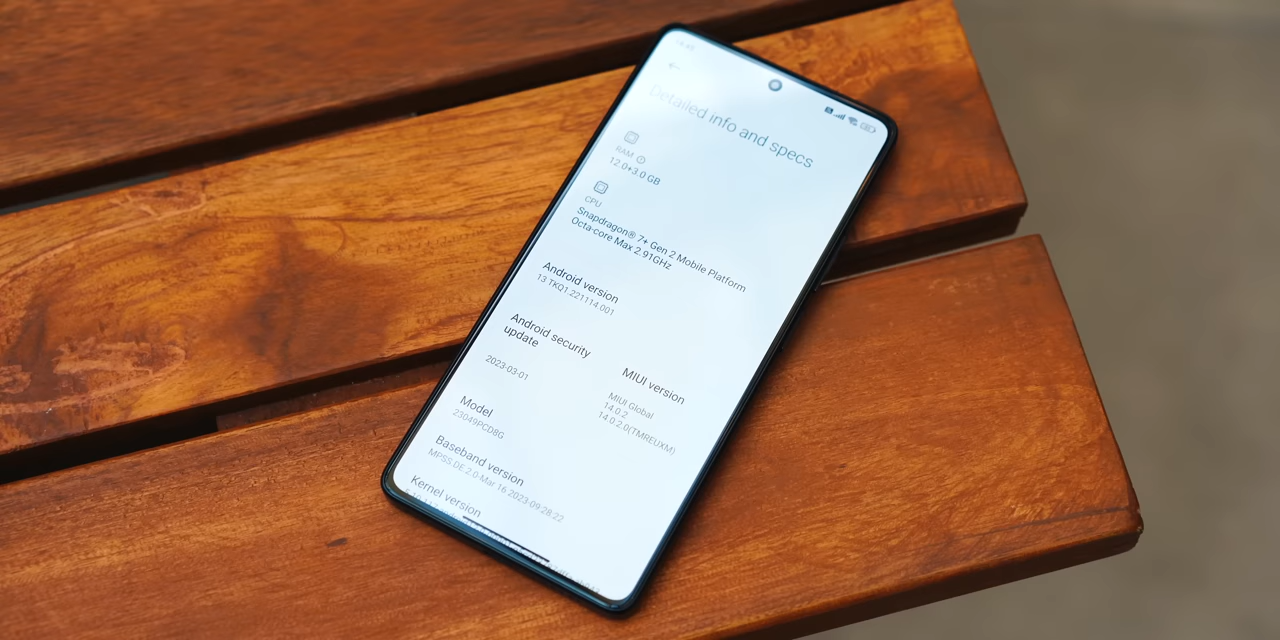 Detailed info and specs
RAM
12.0+3.0 GB
CPU
Snapdragon® 7+ Gen 2 Mobile Platform
Octa-core Max 2.91GHz
Android version
13 TKQ1.221114.001
Android security
update
2023-03-01
MIUI version
MIUI Global
14.0.2
14.0.2.0(TMREUXM)
Model
23049PCD8G
Baseband version
MPSS.DE.2.0-Mar 16 2023-09:28:22
Kernel version